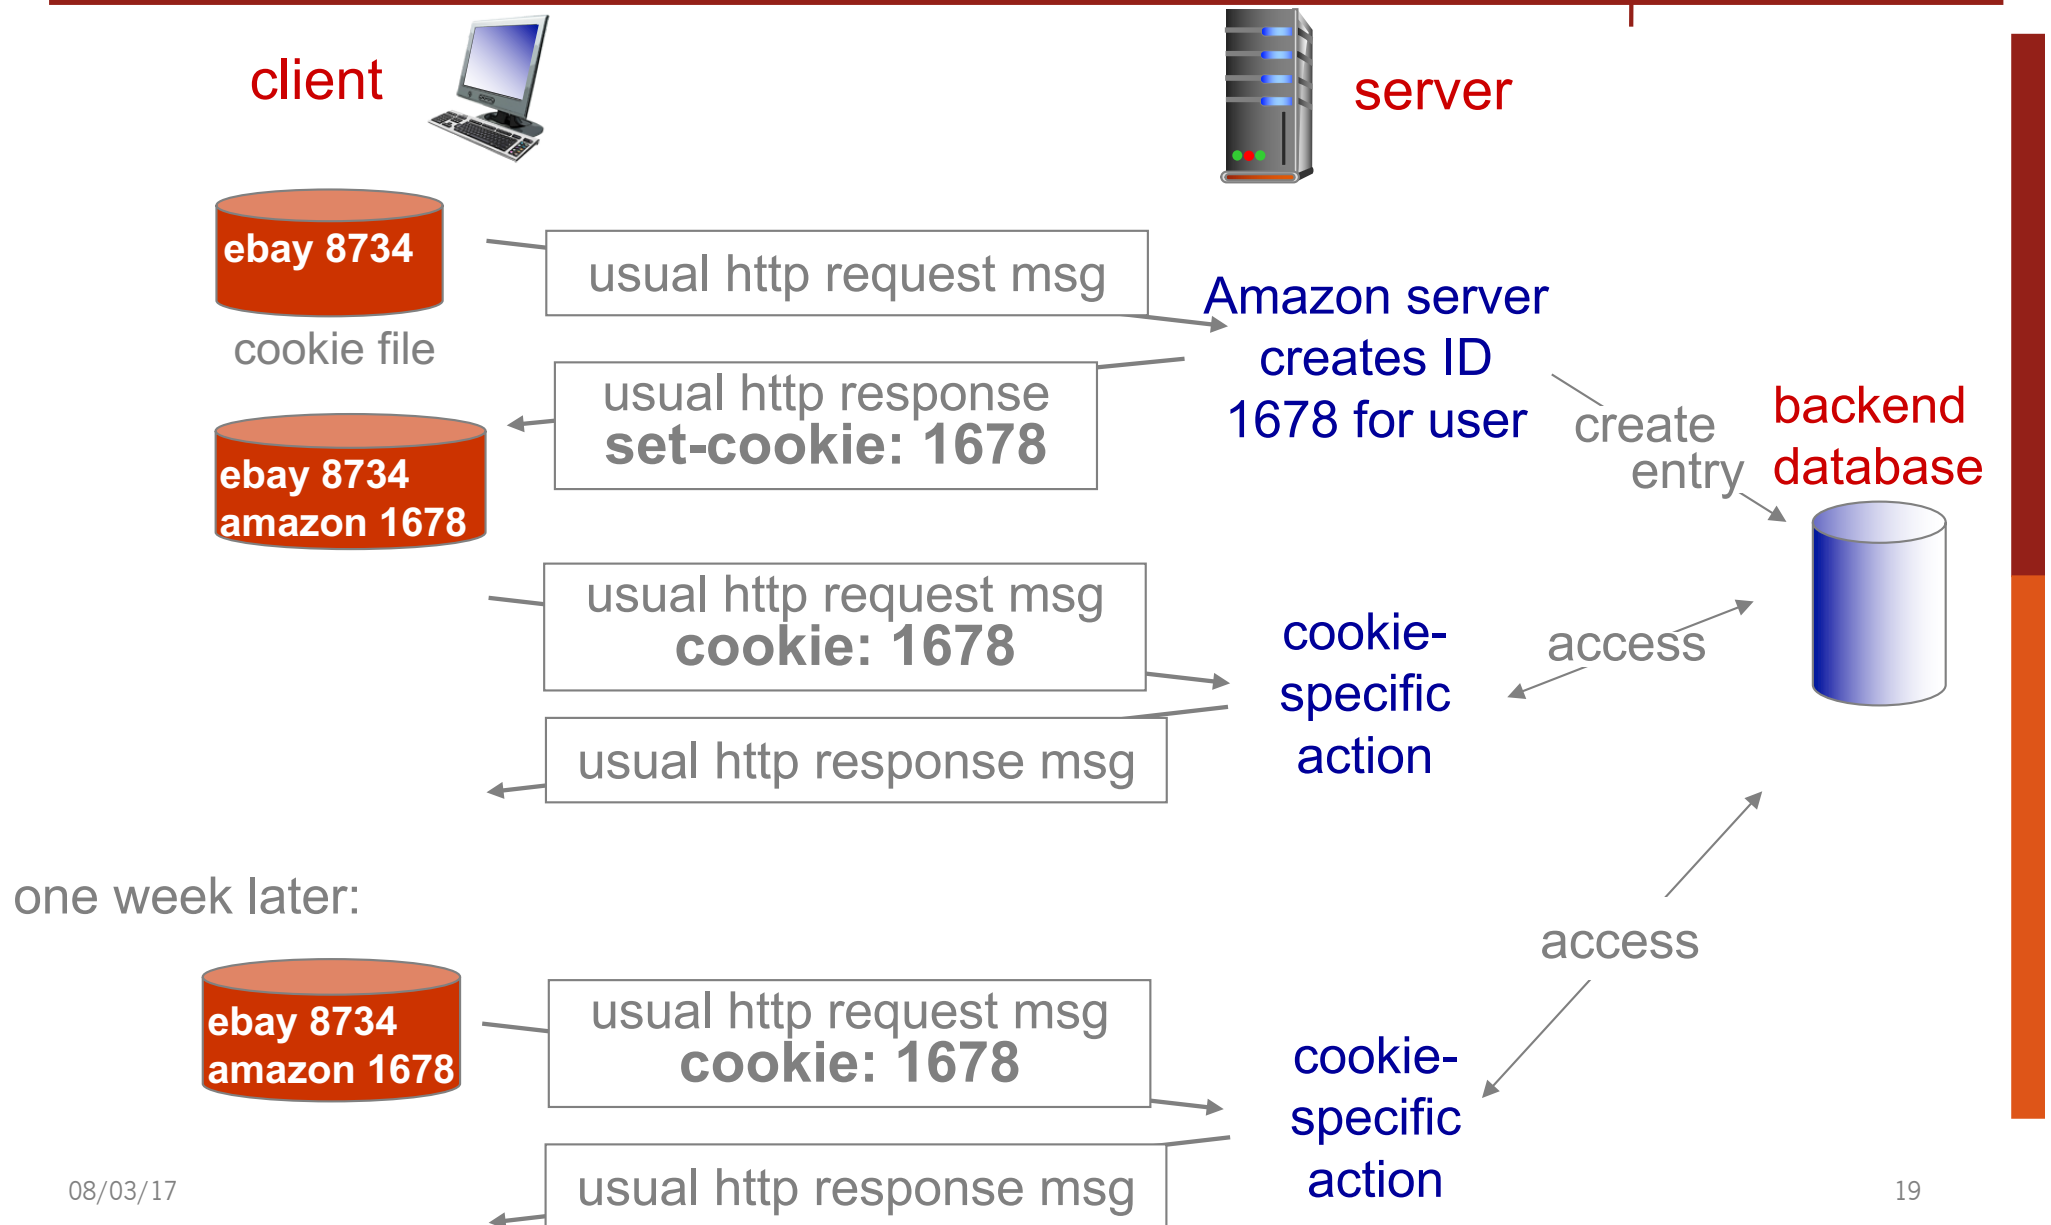 client
server
ebay 8734
cookie file
usual http request msg
Amazon server
creates ID
1678 for user
usual http response
set-cookie: 1678
create
entry
backend
database
ebay 8734
amazon 1678
usual http request msg
cookie: 1678
cookie-
specific
action
access
usual http response msg
one week later:
access
ebay 8734
amazon 1678
usual http request msg
cookie: 1678
cookie-
specific
action
usual http response msg
08/03/17
19